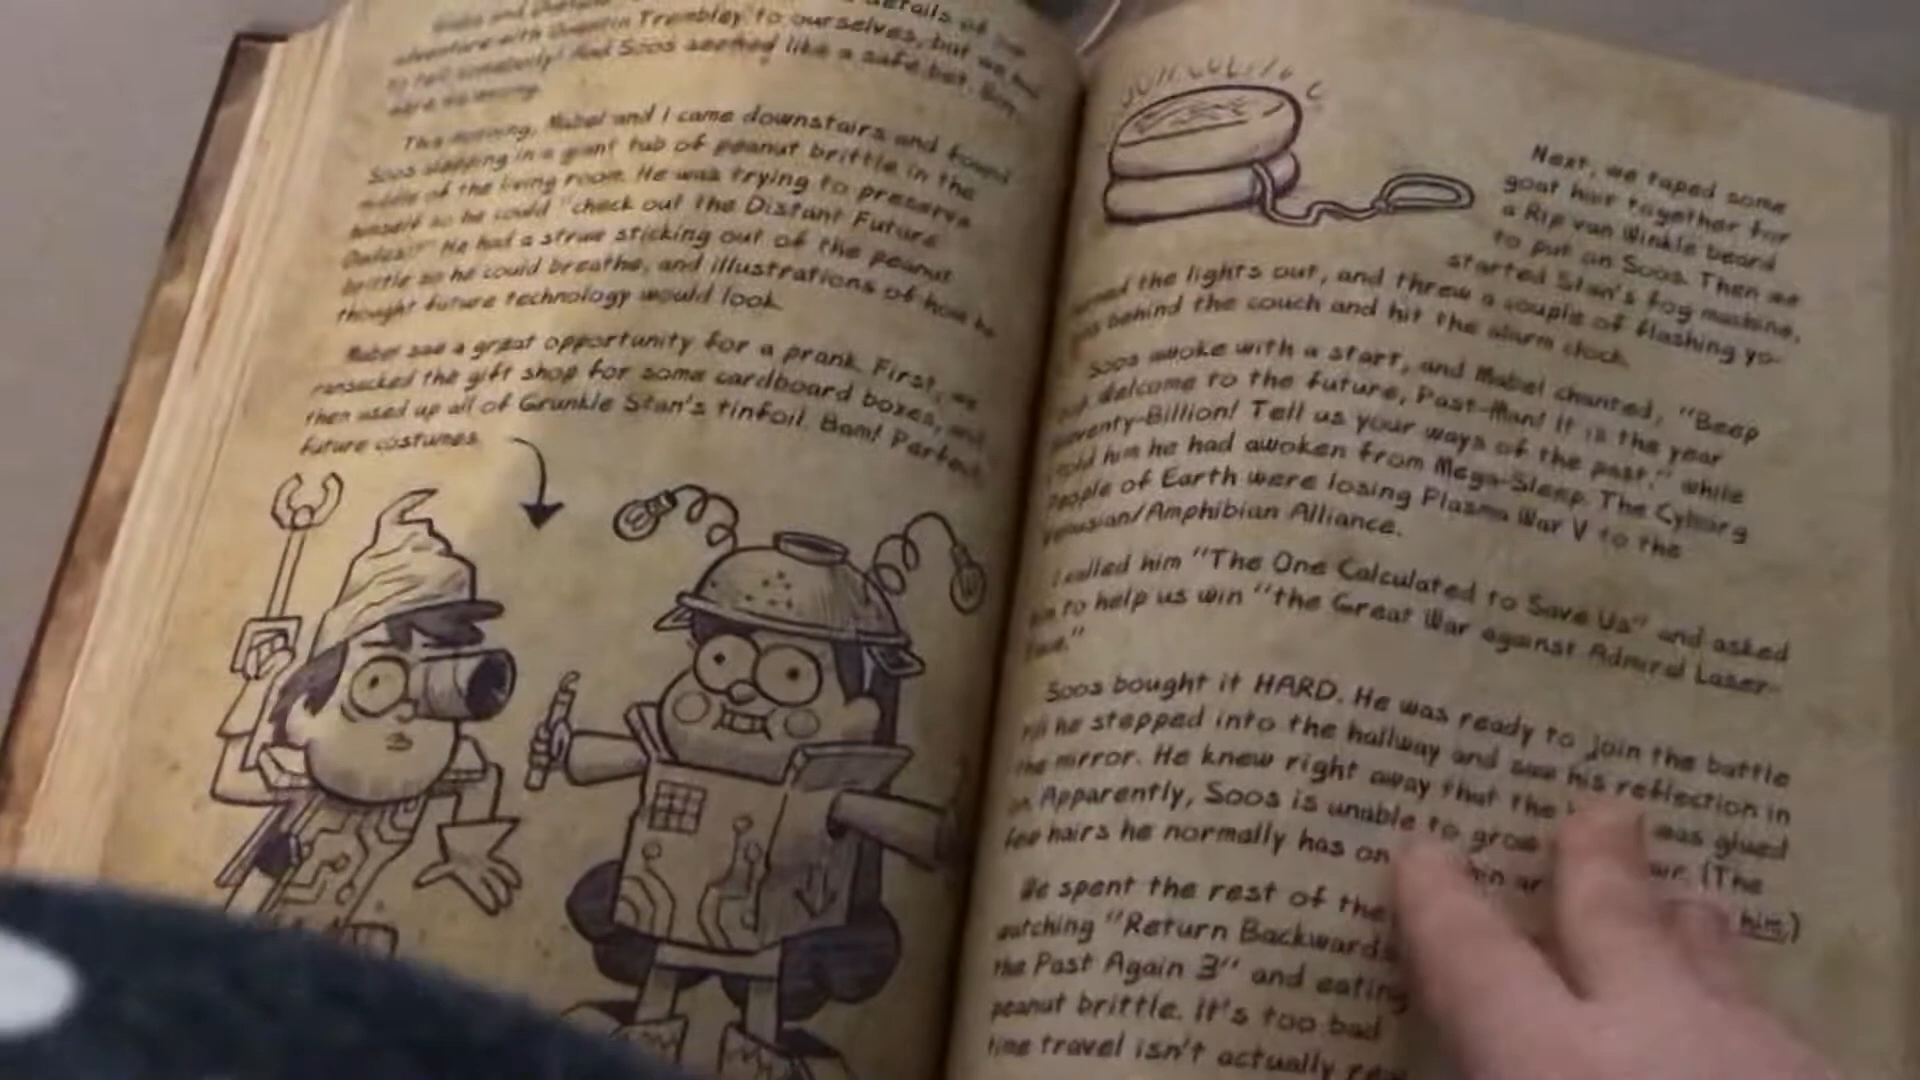 details of
adventure with Quentin Trembley to ourselves, but we had
to tell somebody! And Soos seemed like a safe bet. Boy,
were we wrong.
This morning, Mabel and I came downstairs and found
Soos sleeping in a giant tub of peanut brittle in the
middle of the living room. He was trying to preserve
himself so he could "check out the Distant Future
Dudes!" He had a straw sticking out of the peanut
brittle so he could breathe, and illustrations of how he
thought future technology would look.
Mabel saw a great opportunity for a prank. First, we
ransacked the gift shop for some cardboard boxes, and
then used up all of Grunkle Stan's tinfoil. Bam! Perfect
future costumes.
Next, we taped some
goat hair together for
a Rip van Winkle beard
to put on Soos. Then we
started Stan's fog machine,
turned the lights out, and threw a couple of flashing yo-
yos behind the couch and hit the alarm clock.
Soos awoke with a start, and Mabel chanted, "Beep
welcome to the future, Past-Man! It is the year
Seventy-Billion! Tell us your ways of the past." while
I told him he had awoken from Mega-Sleep. The Cyborg
People of Earth were losing Plasma War V to the
Venusian/Amphibian Alliance.
I called him "The One Calculated to Save Us" and asked
him to help us win "the Great War against Admiral Laser-
Soos bought it HARD. He was ready to join the battle
till he stepped into the hallway and saw his reflection in
the mirror. He knew right away that the was glued
on. Apparently, Soos is unable to grow
few hairs he normally has on (The
him.)
We spent the rest of the
watching "Return Backwards
the Past Again 3" and eating
peanut brittle. It's too bad
time travel isn't actually